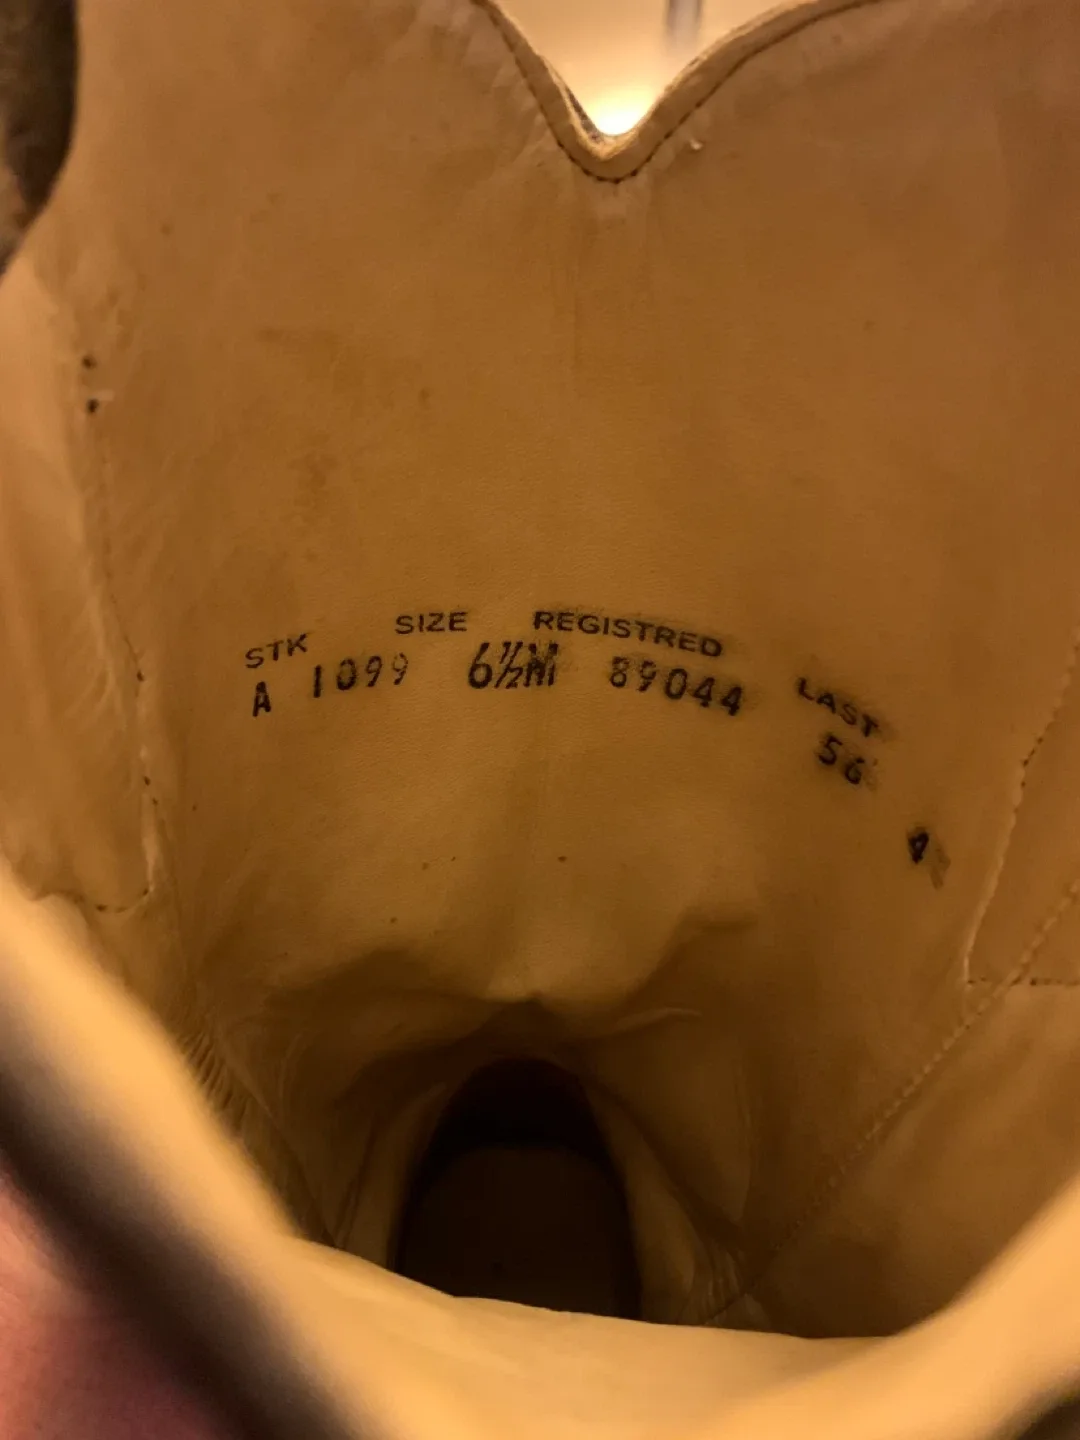 STK SIZE REGISTRED LAST
A 1099 6½M 89044 56
4